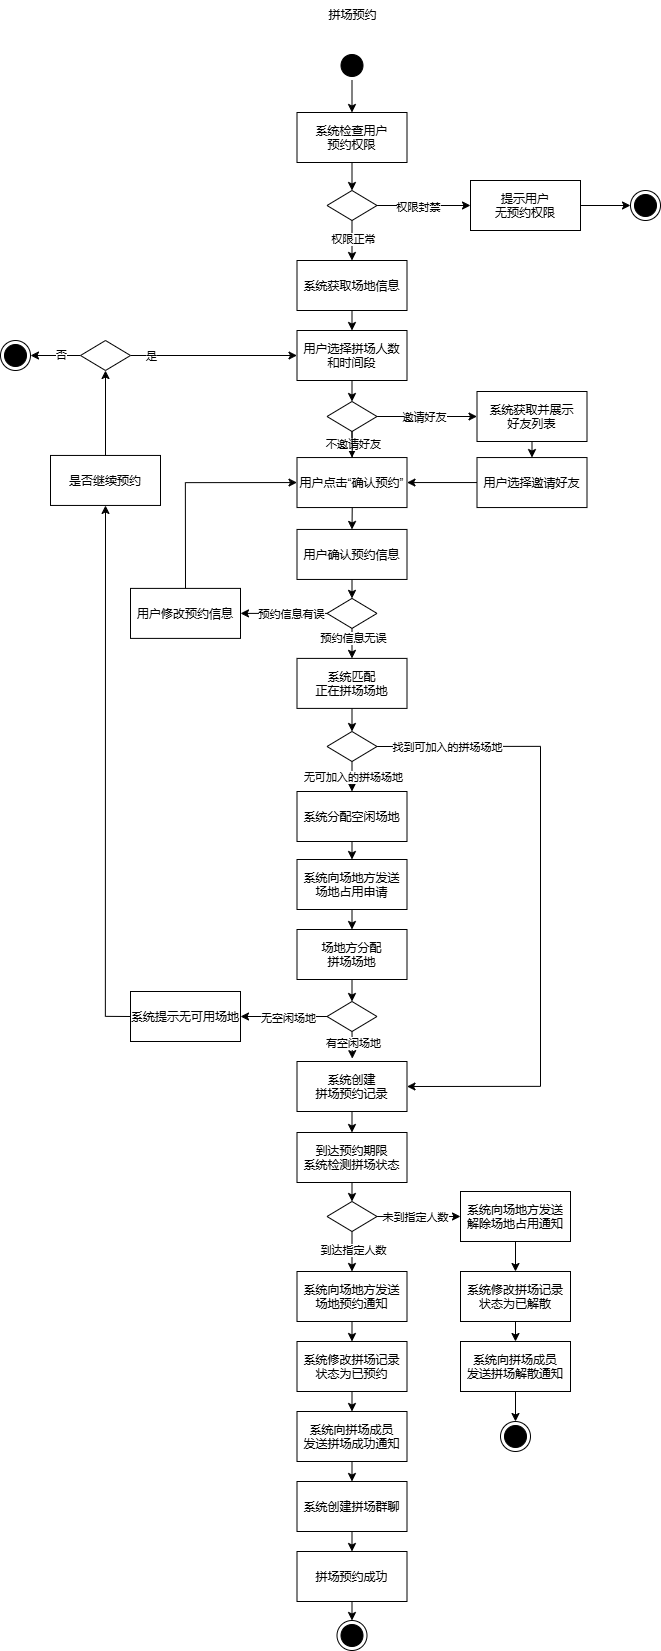 拼场预约
系统检查用户
预约权限
权限封禁
提示用户
无预约权限
权限正常
系统获取场地信息
用户选择拼场人数
和时间段
否
是
邀请好友
系统获取并展示
好友列表
不邀请好友
是否继续预约
用户点击“确认预约”
用户选择邀请好友
用户确认预约信息
用户修改预约信息
预约信息有误
预约信息无误
系统匹配
正在拼场场地
找到可加入的拼场场地
无可加入的拼场场地
系统分配空闲场地
系统向场地方发送
场地占用申请
场地方分配
拼场场地
系统提示无可用场地
无空闲场地
有空闲场地
系统创建
拼场预约记录
到达预约期限
系统检测拼场状态
未到指定人数
系统向场地方发送
解除场地占用通知
到达指定人数
系统向场地方发送
场地预约通知
系统修改拼场记录
状态为已解散
系统修改拼场记录
状态为已预约
系统向拼场成员
发送拼场解散通知
系统向拼场成员
发送拼场成功通知
系统创建拼场群聊
拼场预约成功